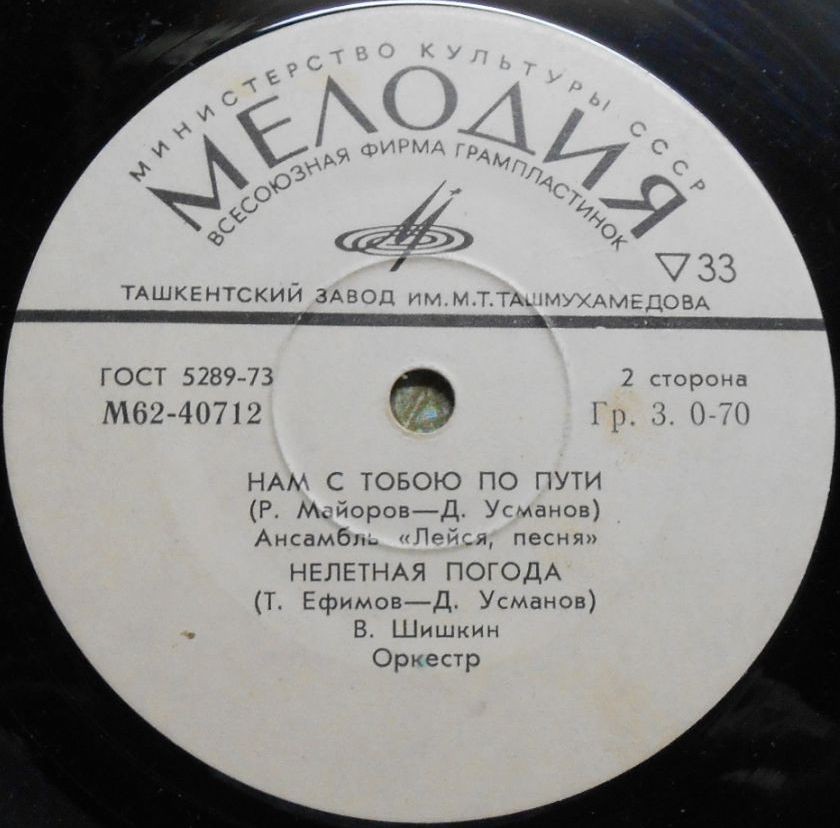 МИНИСТЕРСТВО КУЛЬТУРЫ СССР
МЕЛОДИЯ
ВСЕСОЮЗНАЯ ФИРМА ГРАМПЛАСТИНОК
33
ТАШКЕНТСКИЙ ЗАВОД ИМ. М.Т. ТАШМУХАМЕДОВА
ГОСТ 5289-73
2 сторона
М62-40712
Гр. 3. 0-70
НАМ С ТОБОЮ ПО ПУТИ
(Р. Майоров—Д. Усманов)
Ансамбль «Лейся, песня»
НЕЛЕТНАЯ ПОГОДА
(Т. Ефимов—Д. Усманов)
В. Шишкин
Оркестр